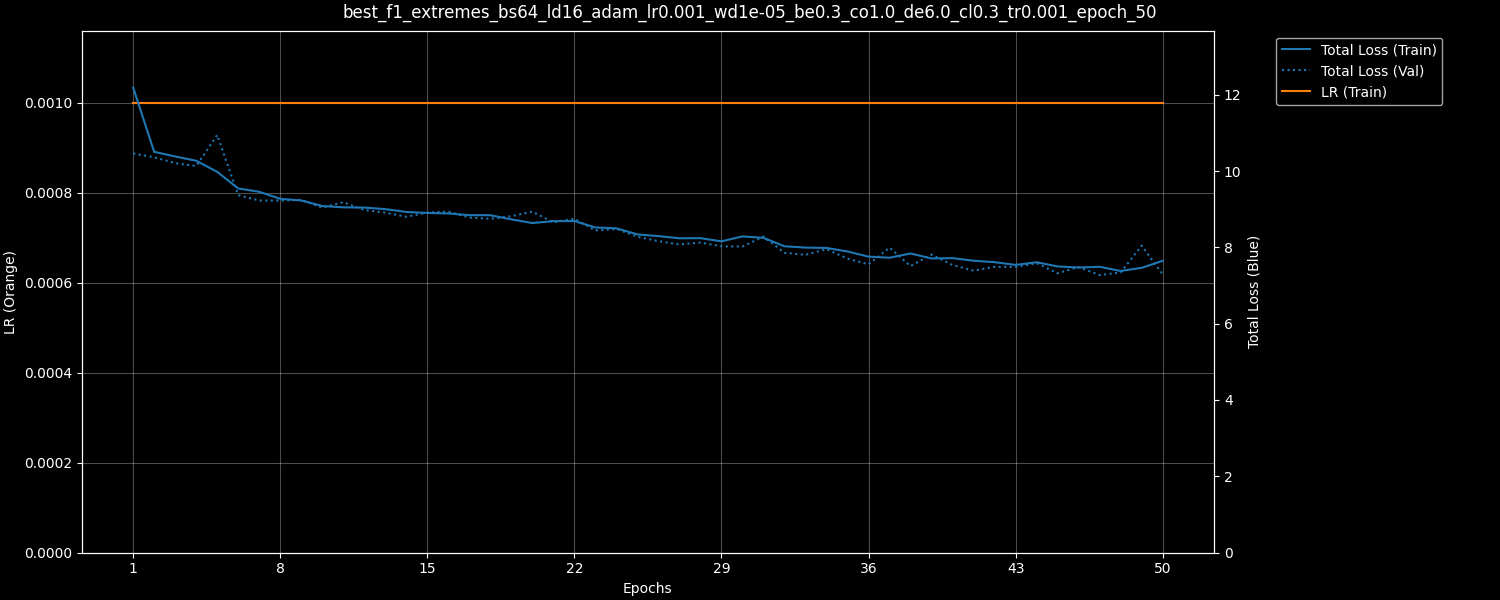 best_f1_extremes_bs64_ld16_adam_lr0.001_wd1e-05_be0.3_co1.0_de6.0_cl0.3_tr0.001_epoch_50
Total Loss (Train)
Total Loss (Val)
LR (Train)
LR (Orange)
0.0010
0.0008
0.0006
0.0004
0.0002
0.0000
12
10
8
6
4
2
0
Total Loss (Blue)
1 8 15 22 29 36 43 50
Epochs